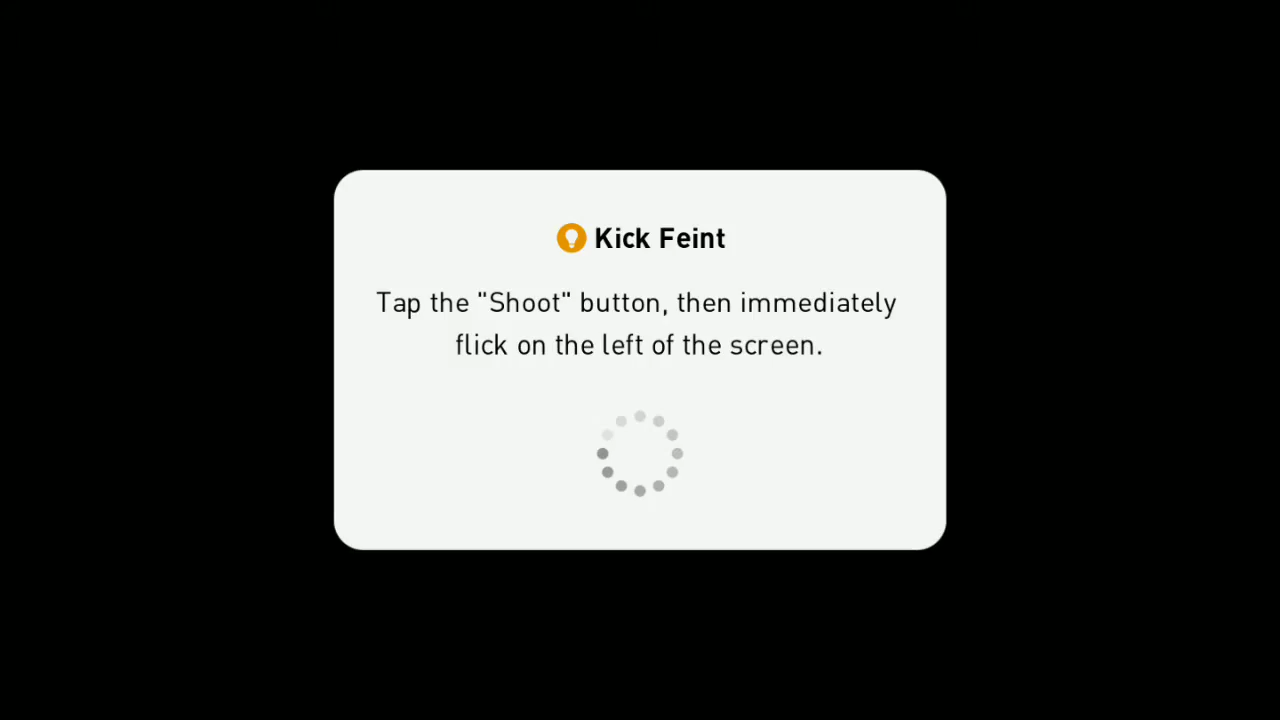 Kick Feint
Tap the "Shoot" button, then immediately
flick on the left of the screen.